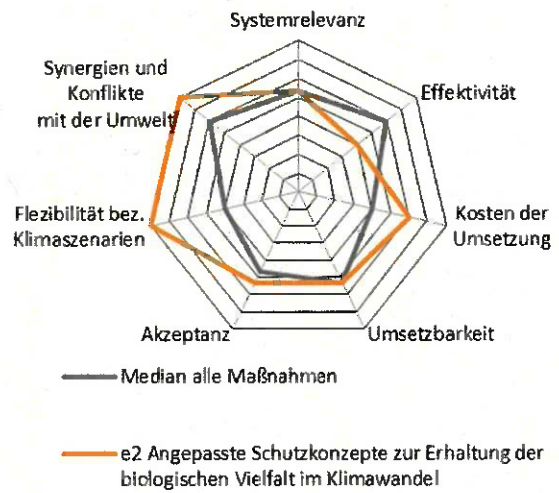 Systemrelevanz
Effektivität
Kosten der
Umsetzung
Umsetzbarkeit
Akzeptanz
Flezibilität bez.
Klimaszenarien
Synergien und
Konflikte
mit der Umwelt
Median alle Maßnahmen
e2 Angepasste Schutzkonzepte zur Erhaltung der
biologischen Vielfalt im Klimawandel